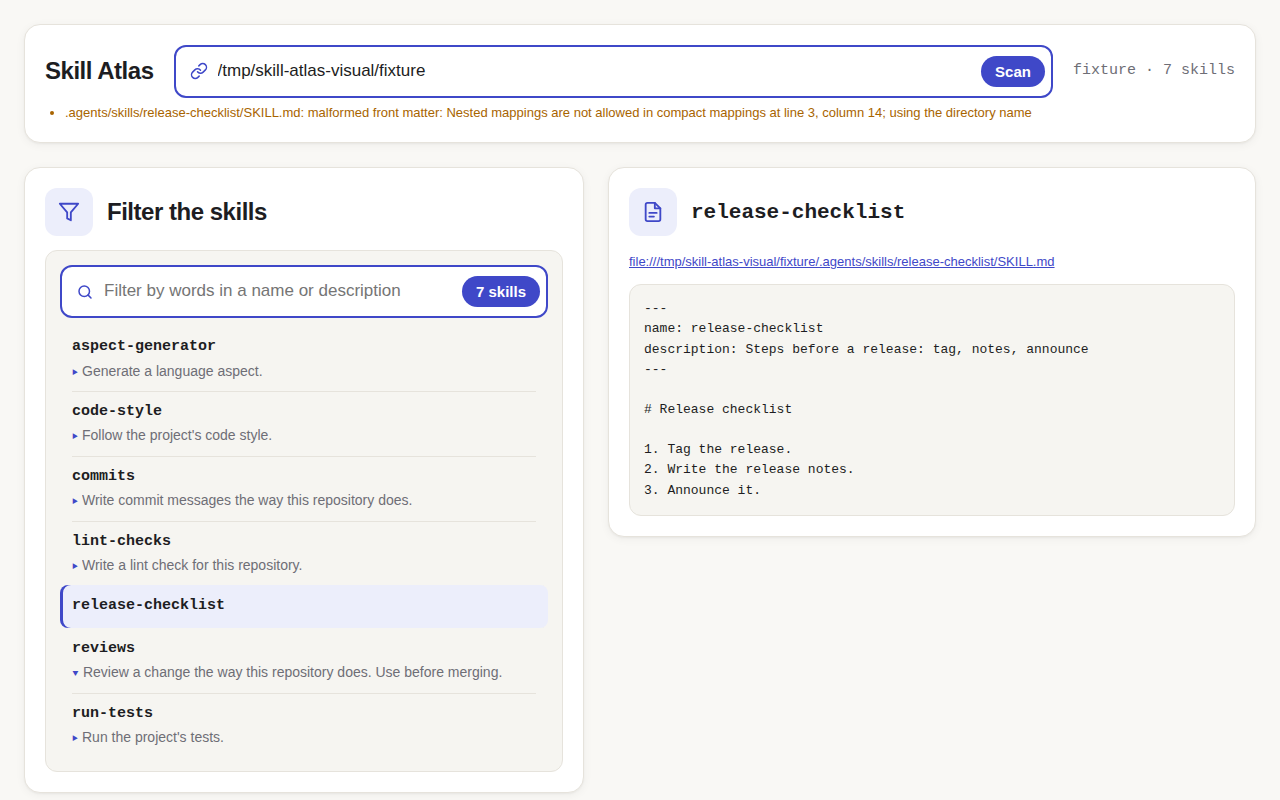 Skill Atlas
/tmp/skill-atlas-visual/fixture
Scan
fixture · 7 skills
.agents/skills/release-checklist/SKILL.md: malformed front matter: Nested mappings are not allowed in compact mappings at line 3, column 14; using the directory name
Filter the skills
Filter by words in a name or description
7 skills
aspect-generator
Generate a language aspect.
code-style
Follow the project's code style.
commits
Write commit messages the way this repository does.
lint-checks
Write a lint check for this repository.
release-checklist
reviews
Review a change the way this repository does. Use before merging.
run-tests
Run the project's tests.
release-checklist
file:///tmp/skill-atlas-visual/fixture/.agents/skills/release-checklist/SKILL.md
---
name: release-checklist
description: Steps before a release: tag, notes, announce
---
# Release checklist
1. Tag the release.
2. Write the release notes.
3. Announce it.